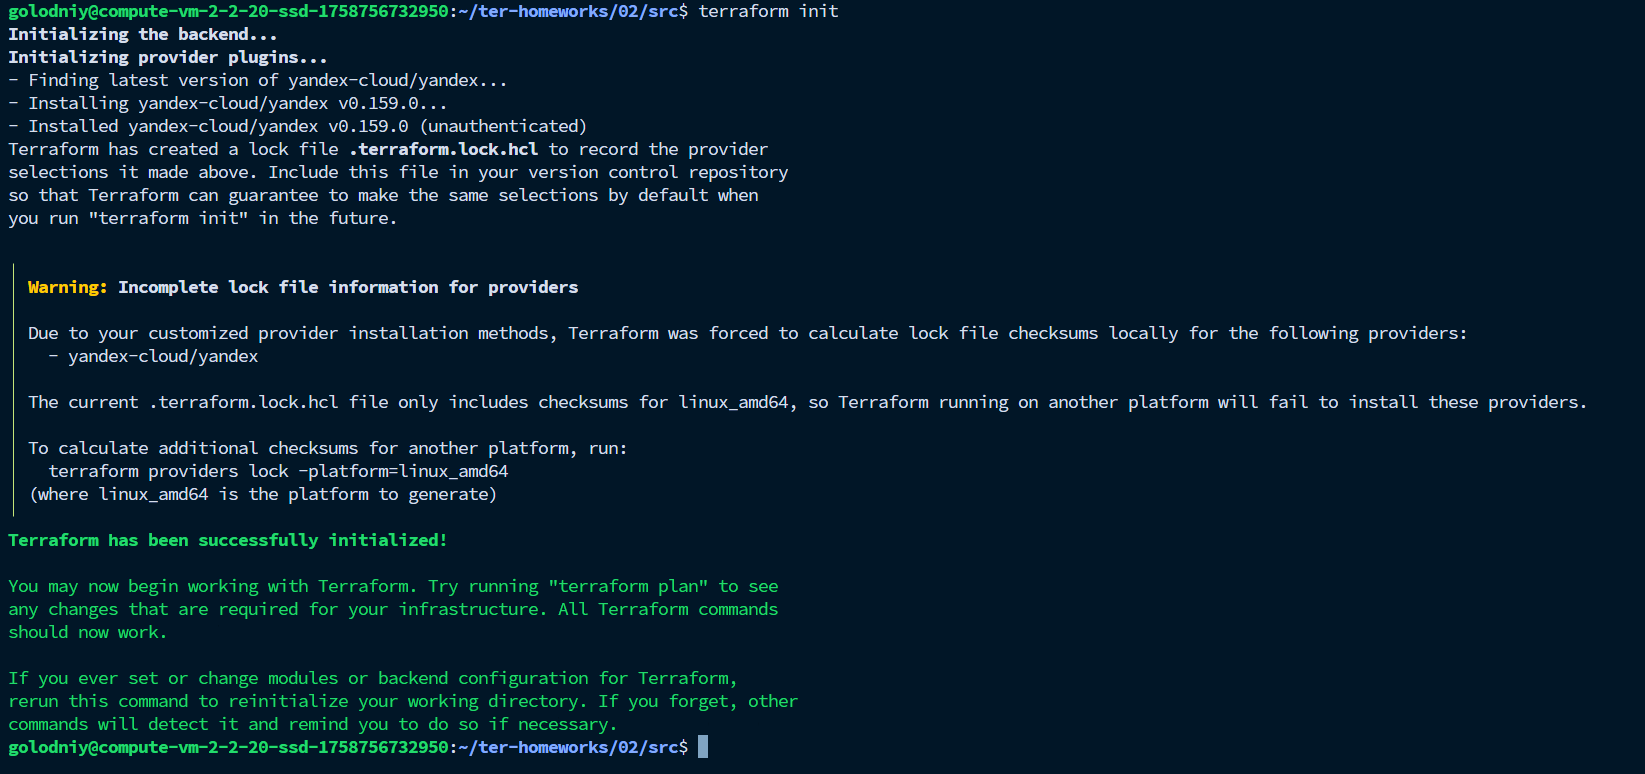 golodniy@compute-vm-2-2-20-ssd-1758756732950:~/ter-homeworks/02/src$ terraform init
Initializing the backend...
Initializing provider plugins...
- Finding latest version of yandex-cloud/yandex...
- Installing yandex-cloud/yandex v0.159.0...
- Installed yandex-cloud/yandex v0.159.0 (unauthenticated)
Terraform has created a lock file .terraform.lock.hcl to record the provider
selections it made above. Include this file in your version control repository
so that Terraform can guarantee to make the same selections by default when
you run "terraform init" in the future.
Warning: Incomplete lock file information for providers
Due to your customized provider installation methods, Terraform was forced to calculate lock file checksums locally for the following providers:
- yandex-cloud/yandex
The current .terraform.lock.hcl file only includes checksums for linux_amd64, so Terraform running on another platform will fail to install these providers.
To calculate additional checksums for another platform, run:
terraform providers lock -platform=linux_amd64
(where linux_amd64 is the platform to generate)
Terraform has been successfully initialized!
You may now begin working with Terraform. Try running "terraform plan" to see
any changes that are required for your infrastructure. All Terraform commands
should now work.
If you ever set or change modules or backend configuration for Terraform,
rerun this command to reinitialize your working directory. If you forget, other
commands will detect it and remind you to do so if necessary.
golodniy@compute-vm-2-2-20-ssd-1758756732950:~/ter-homeworks/02/src$